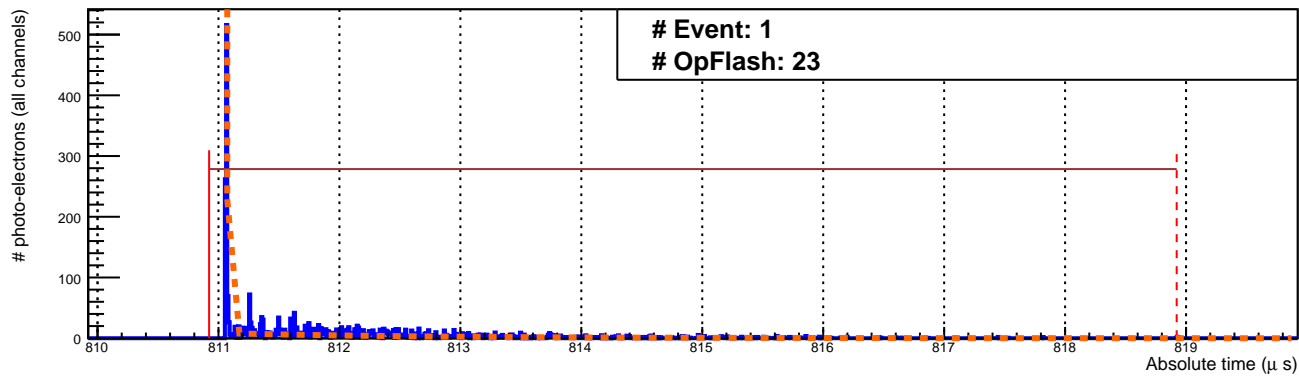 # Event: 1
# OpFlash: 23
# photo-electrons (all channels)
500
400
300
200
100
0
810 811 812 813 814 815 816 817 818 819
Absolute time (μ s)